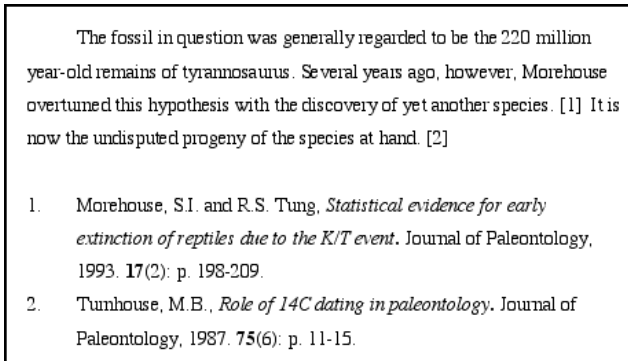 The fossil in question was generally regarded to be the 220 million
year-old remains of tyrannosaurus. Several years ago, however, Morehouse
overturned this hypothesis with the discovery of yet another species. [1] It is
now the undisputed progeny of the species at hand. [2]
1. Morehouse, S.I. and R.S. Tung, Statistical evidence for early
extinction of reptiles due to the K/T event. Journal of Paleontology,
1993. 17(2): p. 198-209.
2. Turnhouse, M.B., Role of 14C dating in paleontology. Journal of
Paleontology, 1987. 75(6): p. 11-15.